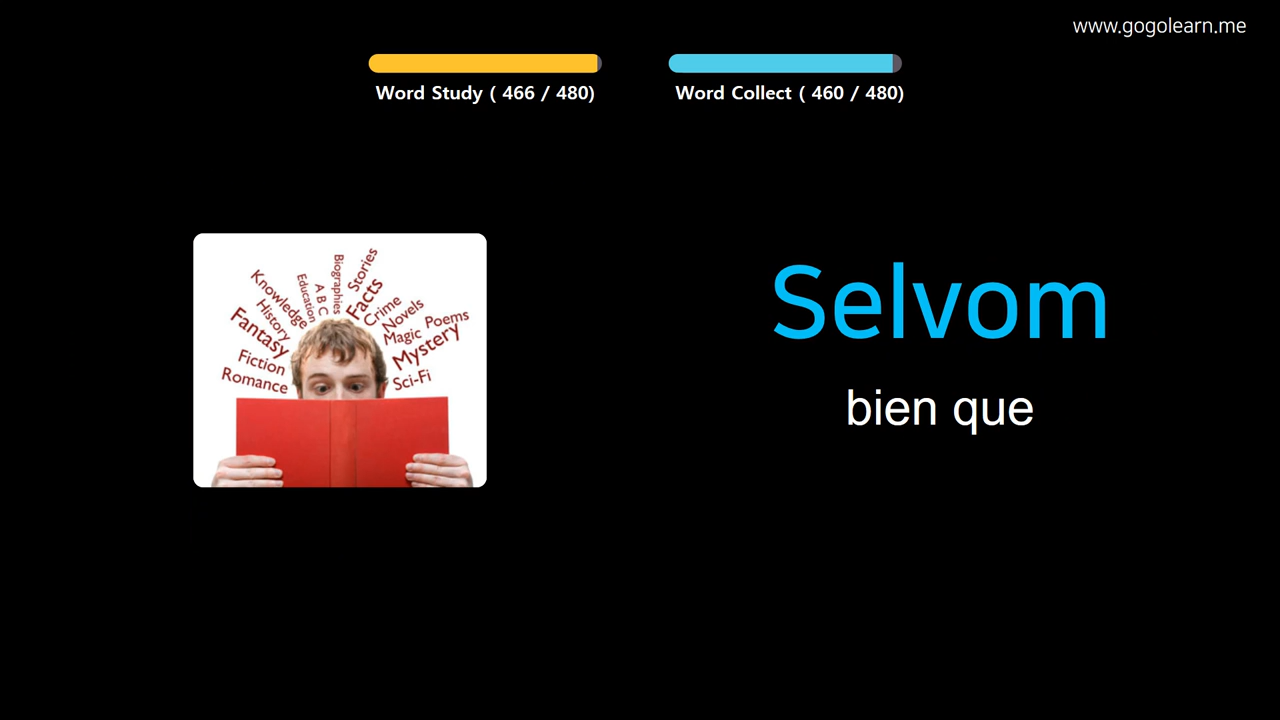 www.gogolearn.me
Word Study ( 466 / 480)
Word Collect ( 460 / 480)
Selvom
bien que
Biographies
Stories
Knowledge
Education
A B C
Facts
History
Crime
Novels
Fantasy
Magic
Poems
Mystery
Fiction
Romance
Sci-Fi